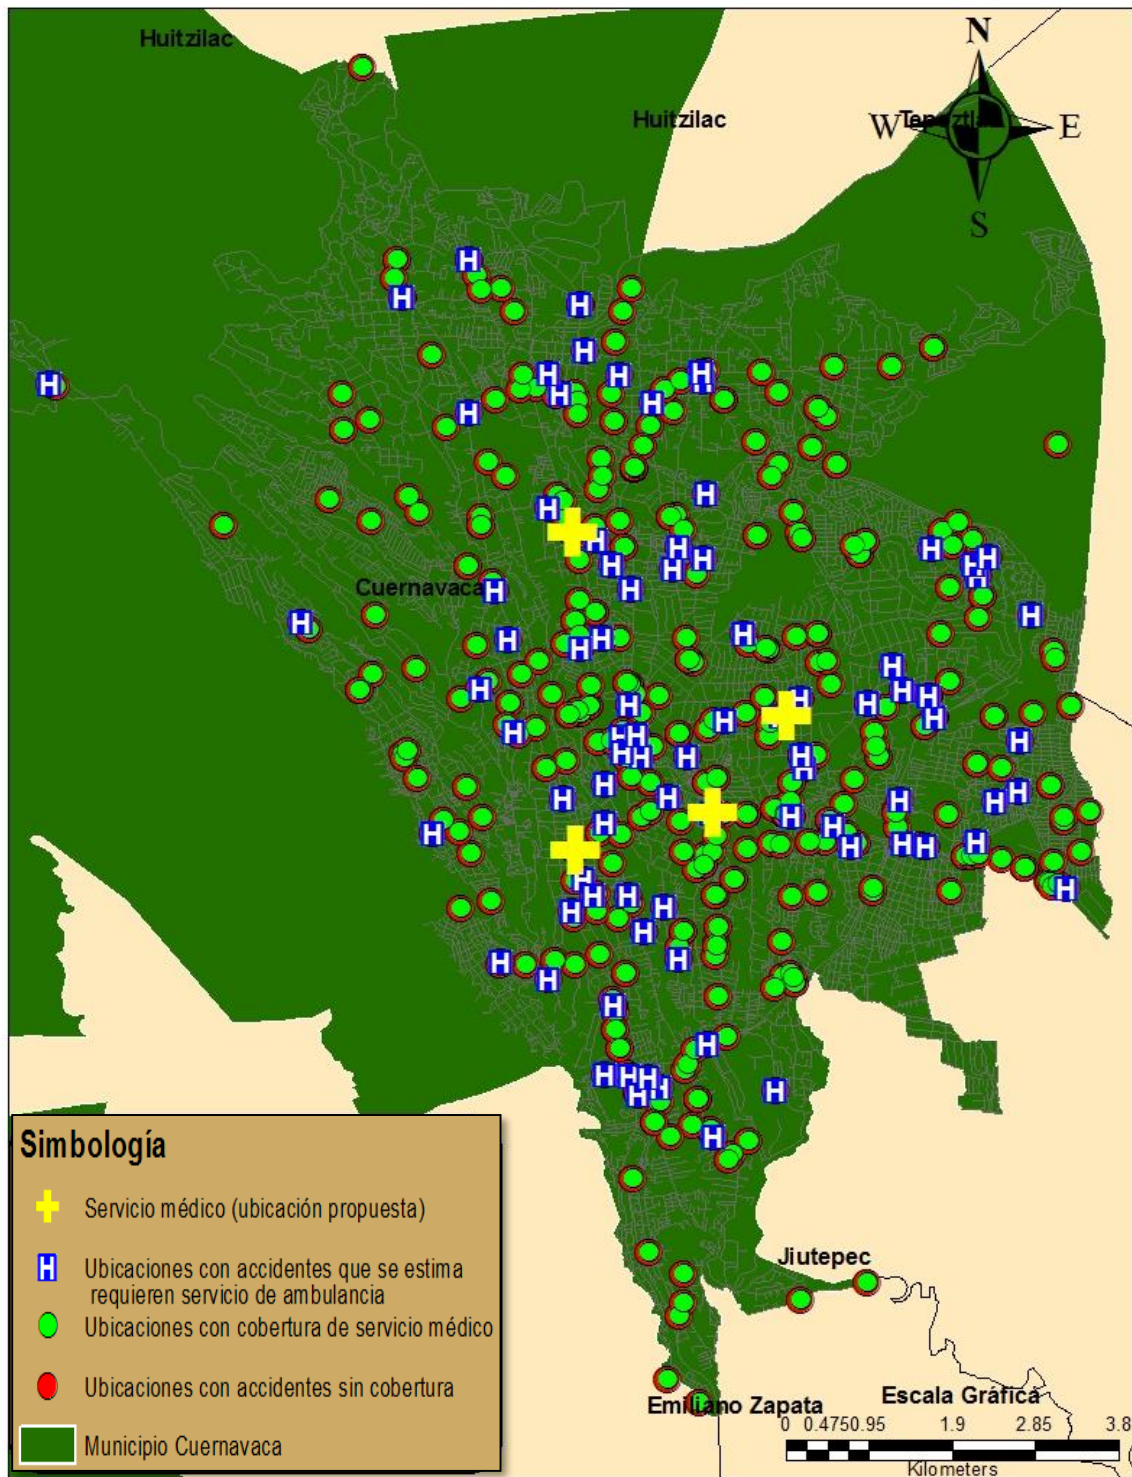 Huitzilac
N
Huitzilac
W
E
S
Cuernavaca
Simbología
Servicio médico (ubicación propuesta)
H
Ubicaciones con accidentes que se estima
requieren servicio de ambulancia
Ubicaciones con cobertura de servicio médico
Ubicaciones con accidentes sin cobertura
Municipio Cuernavaca
Jiutepec
Emiliano Zapata
Escala Gráfica
0 0.475 0.95 1.9 2.85 3.8
Kilometers